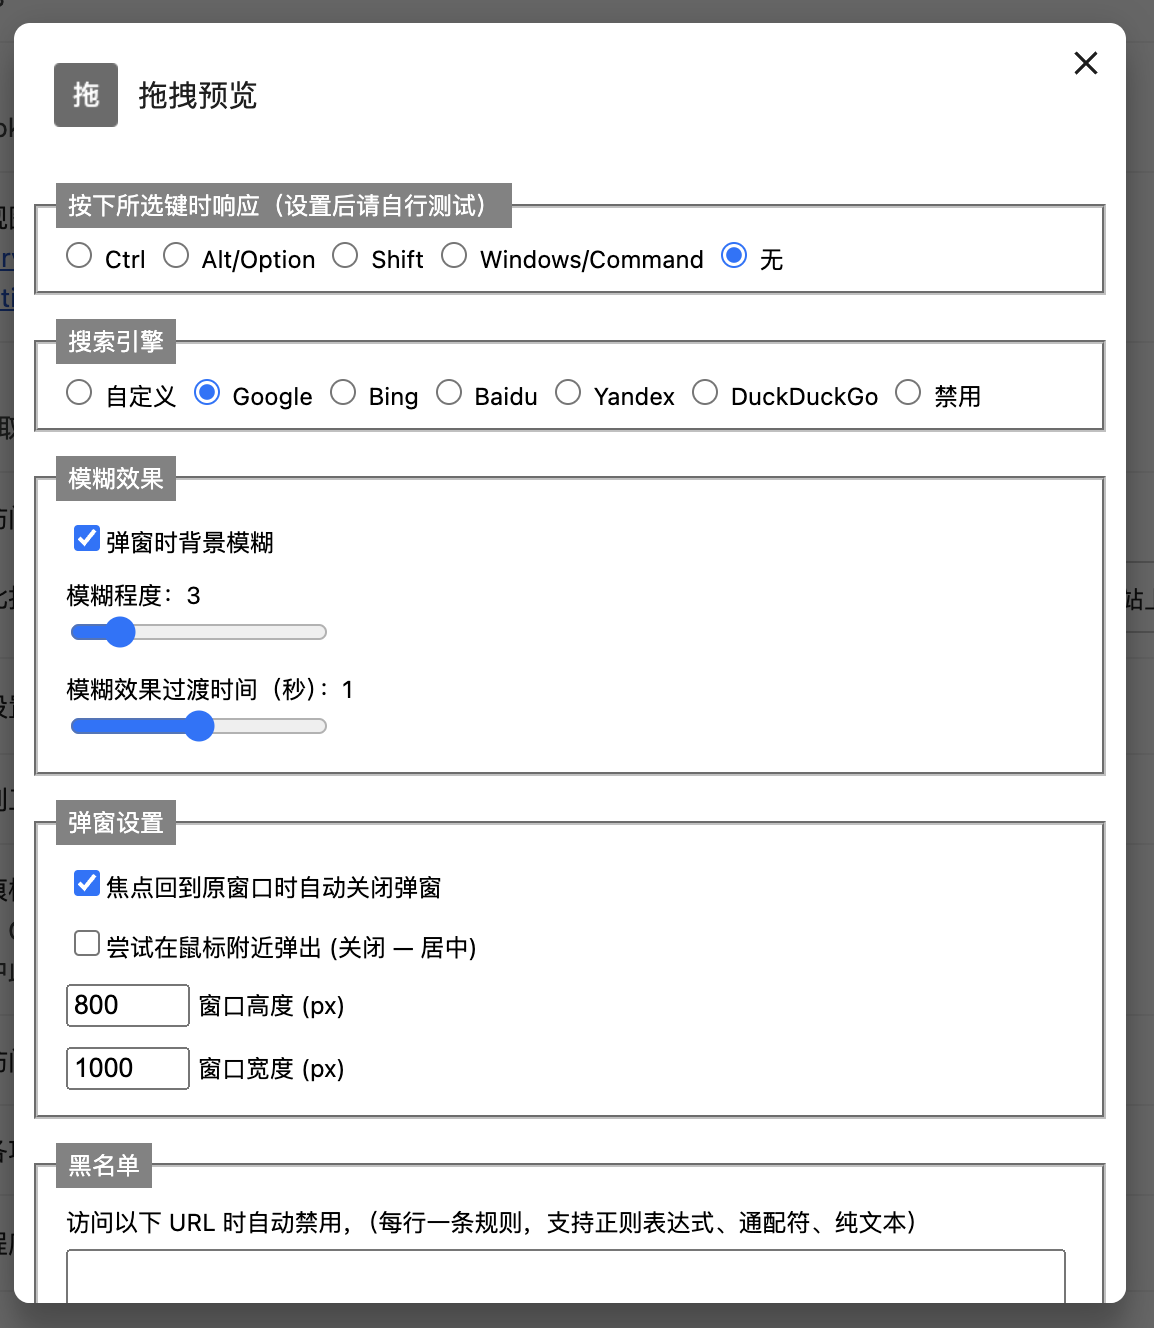 拖 拖拽预览
按下所选键时响应（设置后请自行测试）
Ctrl Alt/Option Shift Windows/Command 无
搜索引擎
自定义 Google Bing Baidu Yandex DuckDuckGo 禁用
模糊效果
弹窗时背景模糊
模糊程度：3
模糊效果过渡时间（秒）：1
弹窗设置
焦点回到原窗口时自动关闭弹窗
尝试在鼠标附近弹出 (关闭 — 居中)
800 窗口高度 (px)
1000 窗口宽度 (px)
黑名单
访问以下 URL 时自动禁用，（每行一条规则，支持正则表达式、通配符、纯文本）